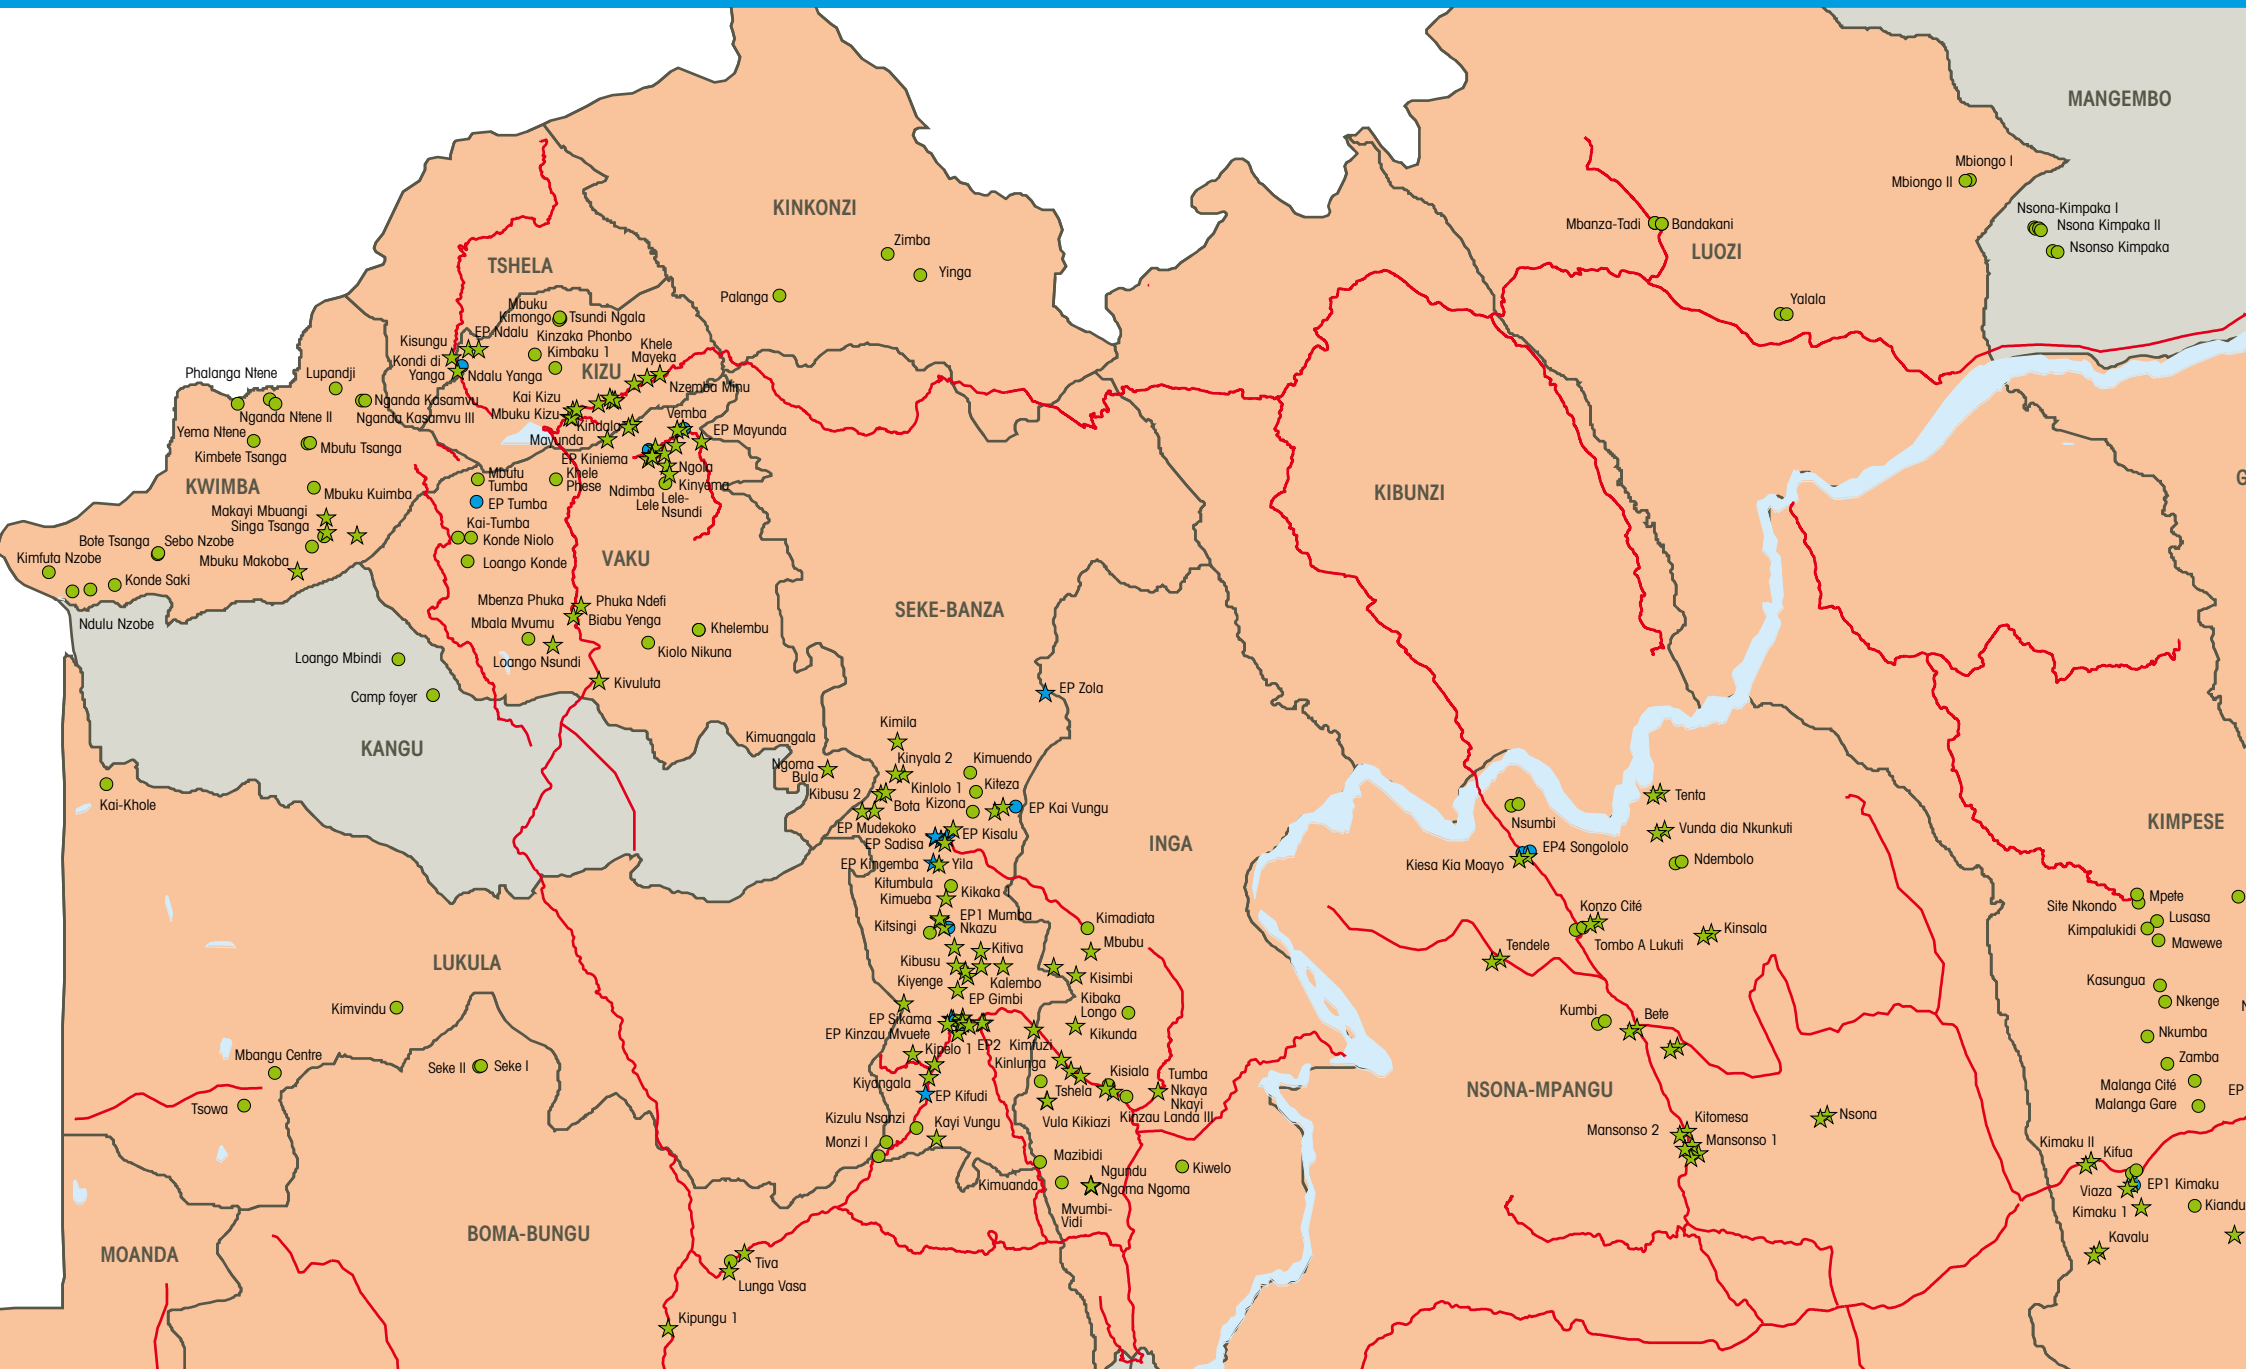 MANGEMBO
Mbiongo I
Mbiongo II
KINKONZI
Nsona-Kimpaka I
Nsona Kimpaka II
Nsonso Kimpaka
Mbanza-Tadi
Bandakani
LUOZI
Zimba
Yinga
Palanga
TSHELA
Yalala
Mbuku
Kimongo
Tsundi Ngala
EP Ndalu
Kinzaka Phonbo
Kisungu
Kimbaku 1
Khele
Mayeka
Kondi di
Yanga
Ndalu Yanga
KIZU
Nzemba Minu
Phalanga Ntene
Lupandji
Nganda Kasamvu
Nganda Kasamvu III
Nganda Ntene II
Kai Kizu
Mbuku Kizu
Kindala
Vemba
EP Mayunda
Mayunda
Yema Ntene
Kimbete Tsanga
Mbutu Tsanga
EP Kiniema
Ngola
Kinyema
Mbutu
Tumba
Khele
Phese
Ndimba
Lele
Lele-
Nsundi
KWIMBA
Mbuku Kuimba
EP Tumba
KIBUNZI
G
Makayi Mbuangi
Singa Tsanga
Kai-Tumba
Konde Niolo
Bote Tsanga
Sebo Nzobe
Kimfuta Nzobe
Mbuku Makoba
Loango Konde
VAKU
Konde Saki
Ndulu Nzobe
Mbenza Phuka
Phuka Ndefi
Biabu Yenga
Mbala Mvumu
Khelembu
SEKE-BANZA
Loango Nsundi
Kiolo Nikuna
Loango Mbindi
Kivuluta
Camp foyer
EP Zola
KANGU
Kimuangala
Kimila
Ngoma
Bula
Kinyala 2
Kimuendo
Kai-Khole
Kibusu 2
Kinlolo 1
Kiteza
Bota
Kizona
EP Kai Vungu
Tenta
Nsumbi
KIMPESE
EP Mudekoko
EP Kisalu
EP Sadisa
INGA
Vunda dia Nkunkuti
EP Kingemba
Yila
EP4 Songololo
Kiesa Kia Moayo
Ndembolo
Kitumbula
Kimueba
Kikaka I
Mpete
Site Nkondo
Kitsingi
EP1 Mumba
Nkazu
Kimadiata
Konzo Cité
Lusasa
Kimpalukidi
Mawewe
Kinsala
Tombo A Lukuti
Tendele
Kitiva
Mbubu
LUKULA
Kibusu
Kiyenge
Kalembo
Kisimbi
Kasungua
Nkenge
N
Kimvindu
EP Gimbi
Kibaka
Longo
EP Sikama
Kumbi
Bete
EP Kinzau Mvuete
Kikunda
Nkumba
Kipelo 1
EP2
Kimfuzi
Mbangu Centre
Seke II
Seke I
Kinlunga
Kisiala
Tumba
Zamba
Kiyangala
Tshela
Nkaya
Nkayi
NSONA-MPANGU
Malanga Cité
Malanga Gare
EP
EP Kifudi
Tsowa
Kizulu Nsanzi
Kayi Vungu
Vula Kikiazi
Kinzau Landa III
Kitomesa
Nsona
Monzi I
Mansonso 2
Mansonso 1
Kimaku II
Kifua
Mazibidi
Ngundu
Kiwelo
Kimuanda
Ngama Ngoma
Viaza
EP1 Kimaku
Mvumbi-
Vidi
Kimaku 1
Kiandu
BOMA-BUNGU
Kavalu
MOANDA
Tiva
Lunga Vasa
Kipungu 1